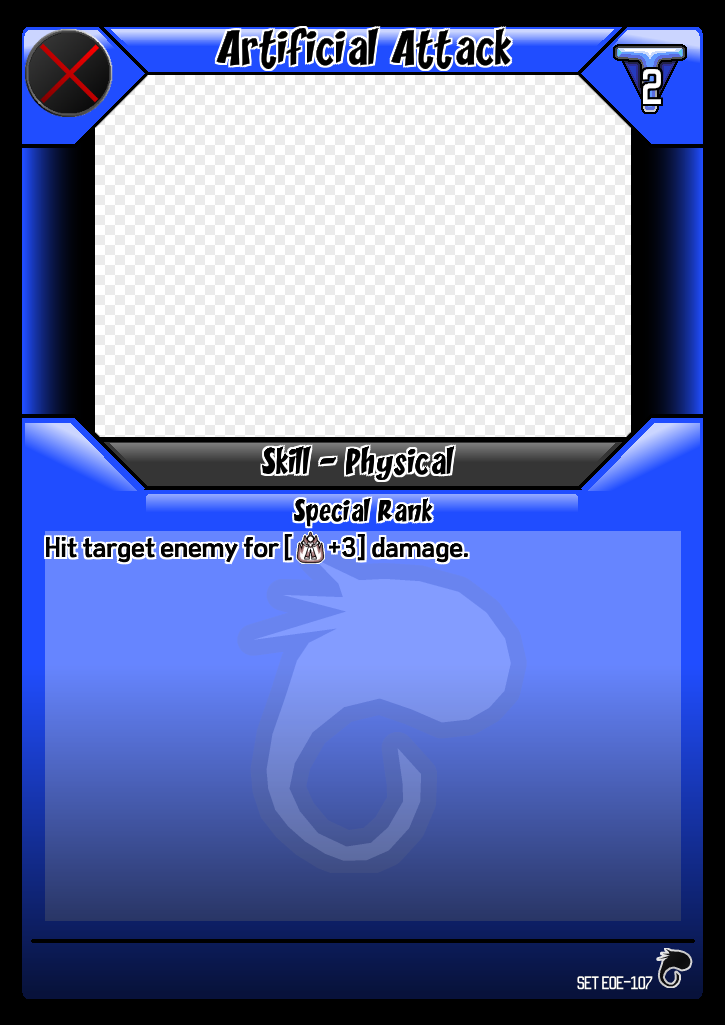 Artificial Attack
2
Skill - Physical
Special Rank
Hit target enemy for [ +3] damage.
SET EOE-107